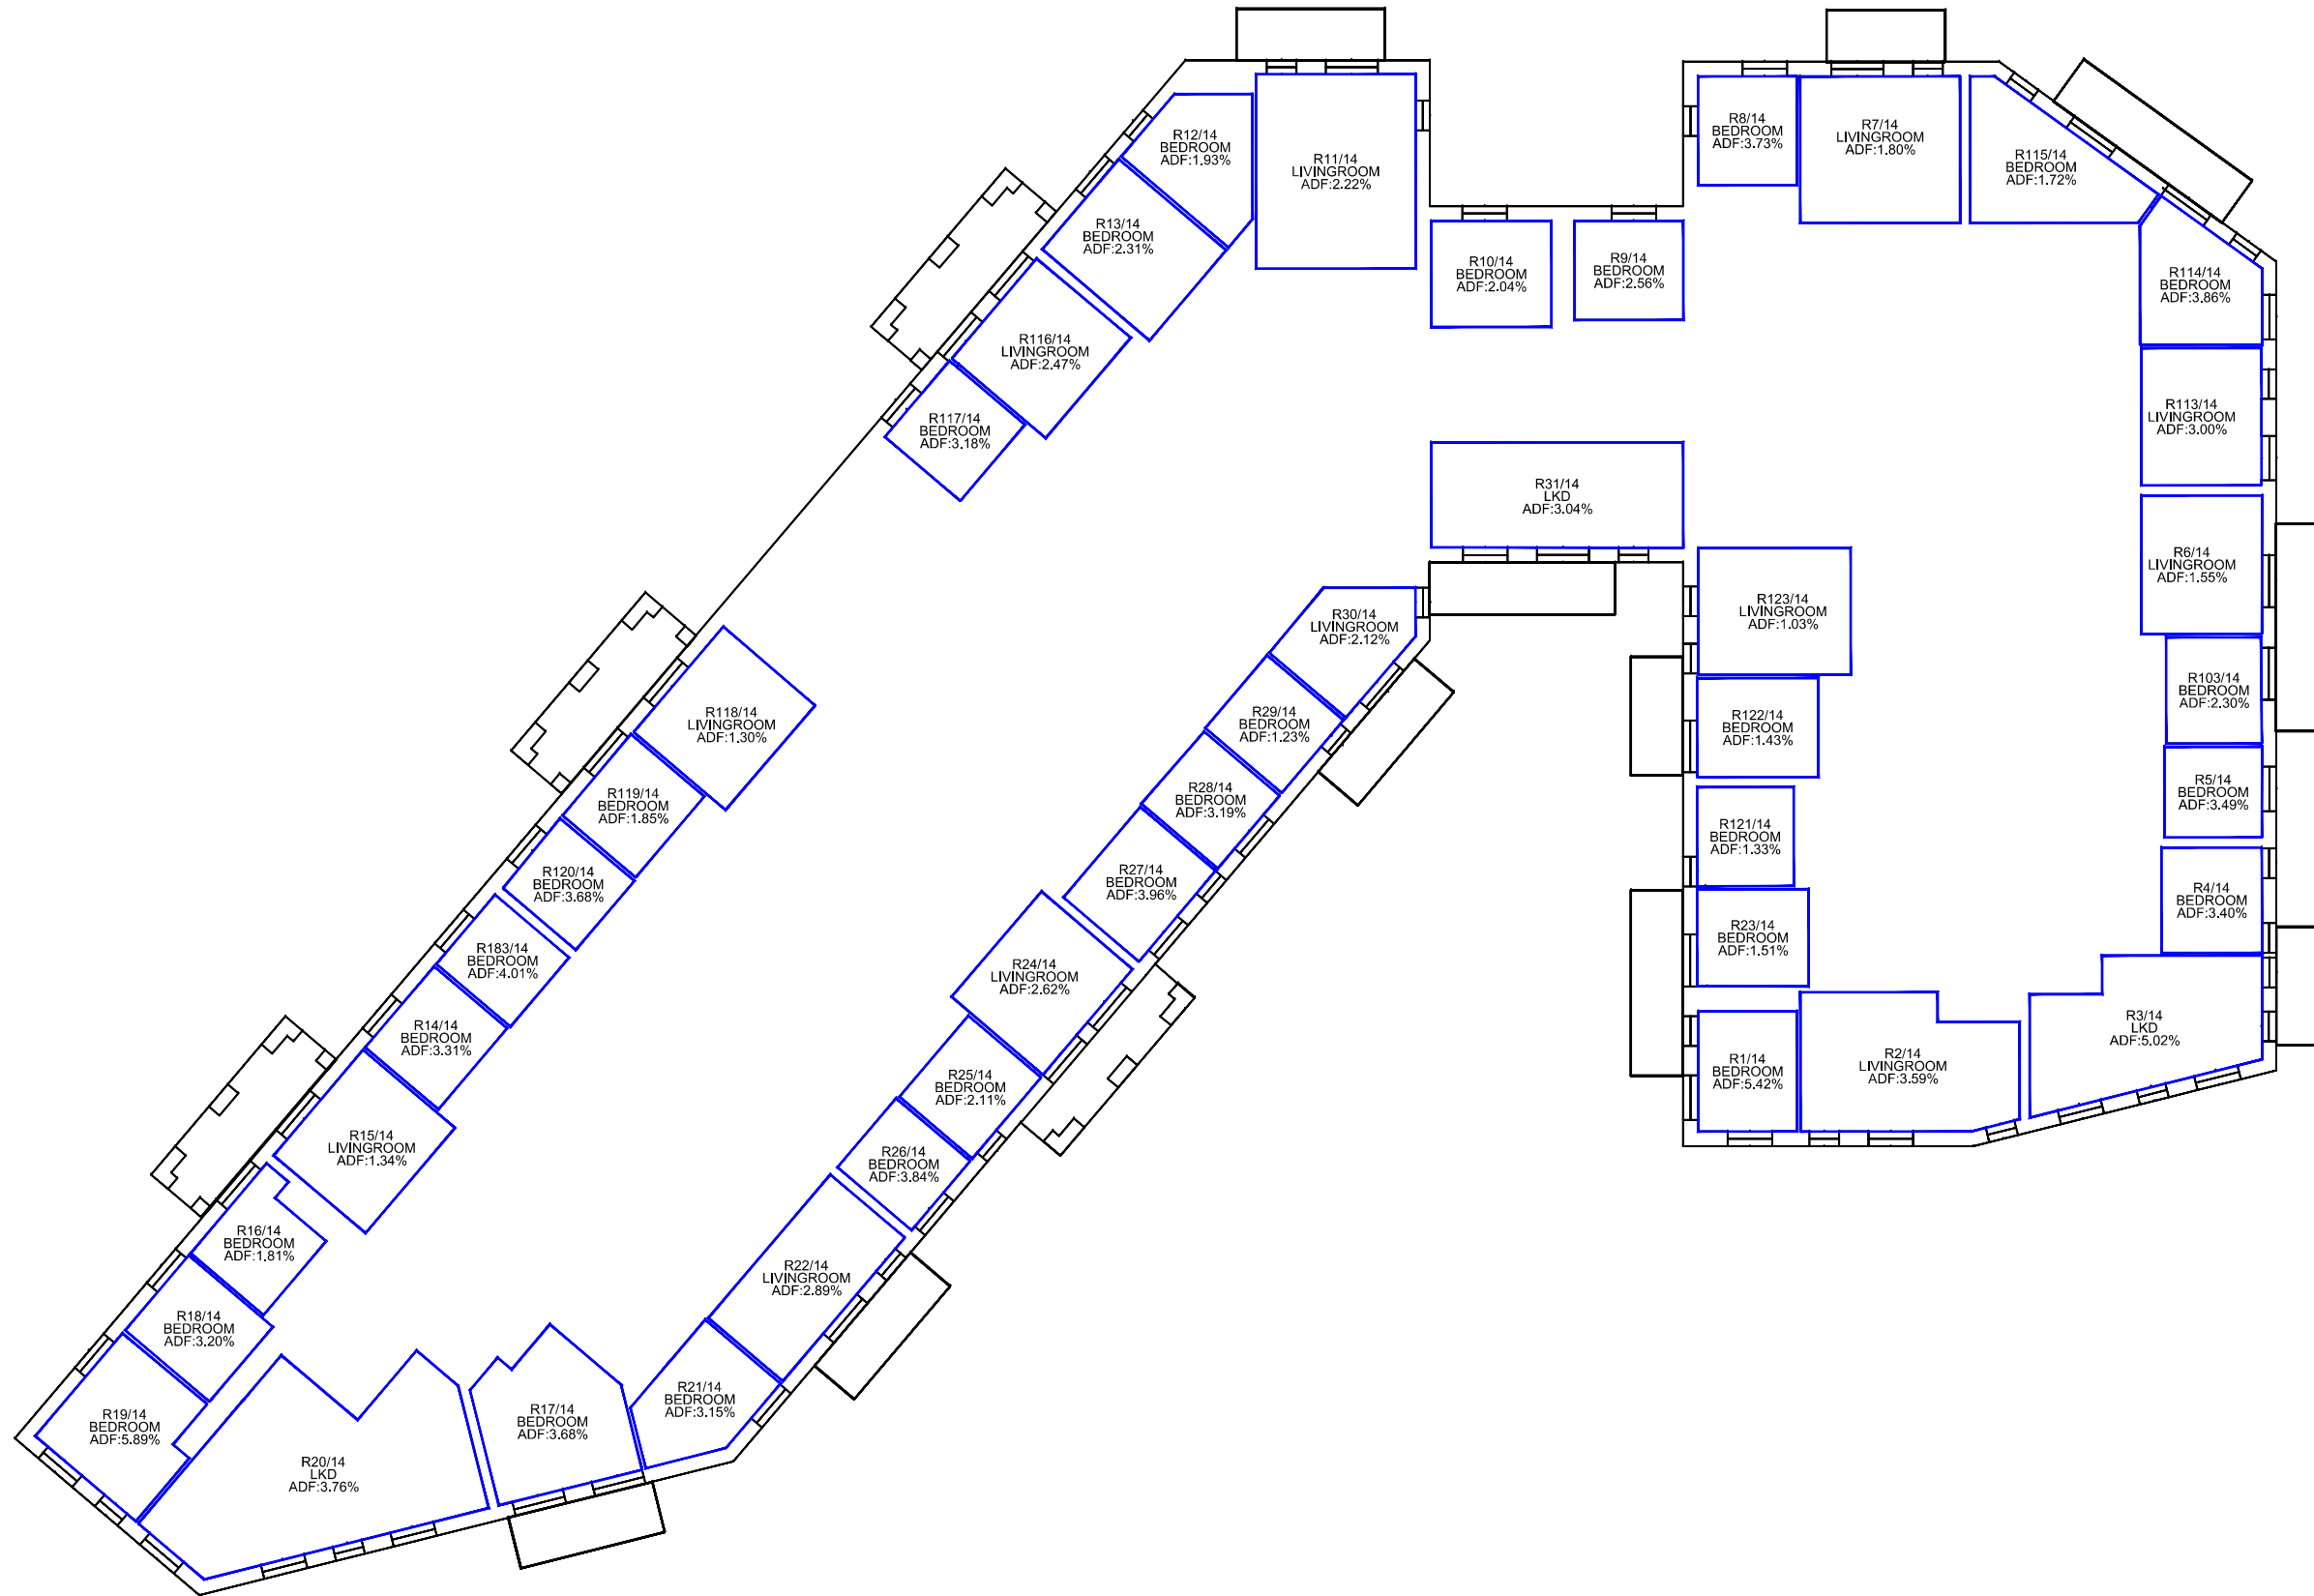 R12/14
BEDROOM
ADF:1.93%
R11/14
LIVINGROOM
ADF:2.22%
R8/14
BEDROOM
ADF:3.73%
R7/14
LIVINGROOM
ADF:1.80%
R115/14
BEDROOM
ADF:1.72%
R13/14
BEDROOM
ADF:2.31%
R10/14
BEDROOM
ADF:2.04%
R9/14
BEDROOM
ADF:2.56%
R114/14
BEDROOM
ADF:3.86%
R116/14
LIVINGROOM
ADF:2.47%
R117/14
BEDROOM
ADF:3.18%
R113/14
LIVINGROOM
ADF:3.00%
R31/14
LKD
ADF:3.04%
R6/14
LIVINGROOM
ADF:1.55%
R123/14
LIVINGROOM
ADF:1.03%
R30/14
LIVINGROOM
ADF:2.12%
R103/14
BEDROOM
ADF:2.30%
R118/14
LIVINGROOM
ADF:1.30%
R29/14
BEDROOM
ADF:1.23%
R122/14
BEDROOM
ADF:1.43%
R5/14
BEDROOM
ADF:3.49%
R119/14
BEDROOM
ADF:1.85%
R28/14
BEDROOM
ADF:3.19%
R121/14
BEDROOM
ADF:1.33%
R120/14
BEDROOM
ADF:3.68%
R27/14
BEDROOM
ADF:3.96%
R4/14
BEDROOM
ADF:3.40%
R23/14
BEDROOM
ADF:1.51%
R183/14
BEDROOM
ADF:4.01%
R24/14
LIVINGROOM
ADF:2.62%
R14/14
BEDROOM
ADF:3.31%
R3/14
LKD
ADF:5.02%
R1/14
BEDROOM
ADF:5.42%
R2/14
LIVINGROOM
ADF:3.59%
R25/14
BEDROOM
ADF:2.11%
R15/14
LIVINGROOM
ADF:1.34%
R26/14
BEDROOM
ADF:3.84%
R16/14
BEDROOM
ADF:1.81%
R22/14
LIVINGROOM
ADF:2.89%
R18/14
BEDROOM
ADF:3.20%
R21/14
BEDROOM
ADF:3.15%
R19/14
BEDROOM
ADF:5.89%
R17/14
BEDROOM
ADF:3.68%
R20/14
LKD
ADF:3.76%